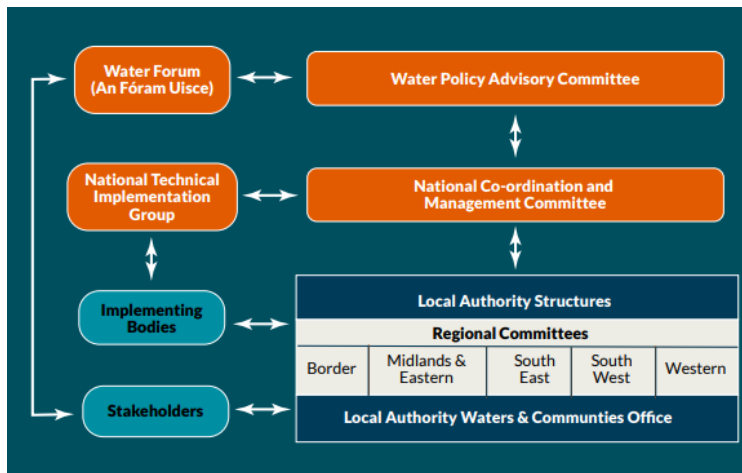 Water Forum
(An Fóram Uisce)
Water Policy Advisory Committee
National Technical
Implementation
Group
National Co-ordination and
Management Committee
Implementing
Bodies
Local Authority Structures
Regional Committees
Border
Midlands &
Eastern
South
East
South
West
Western
Stakeholders
Local Authority Waters & Communties Office